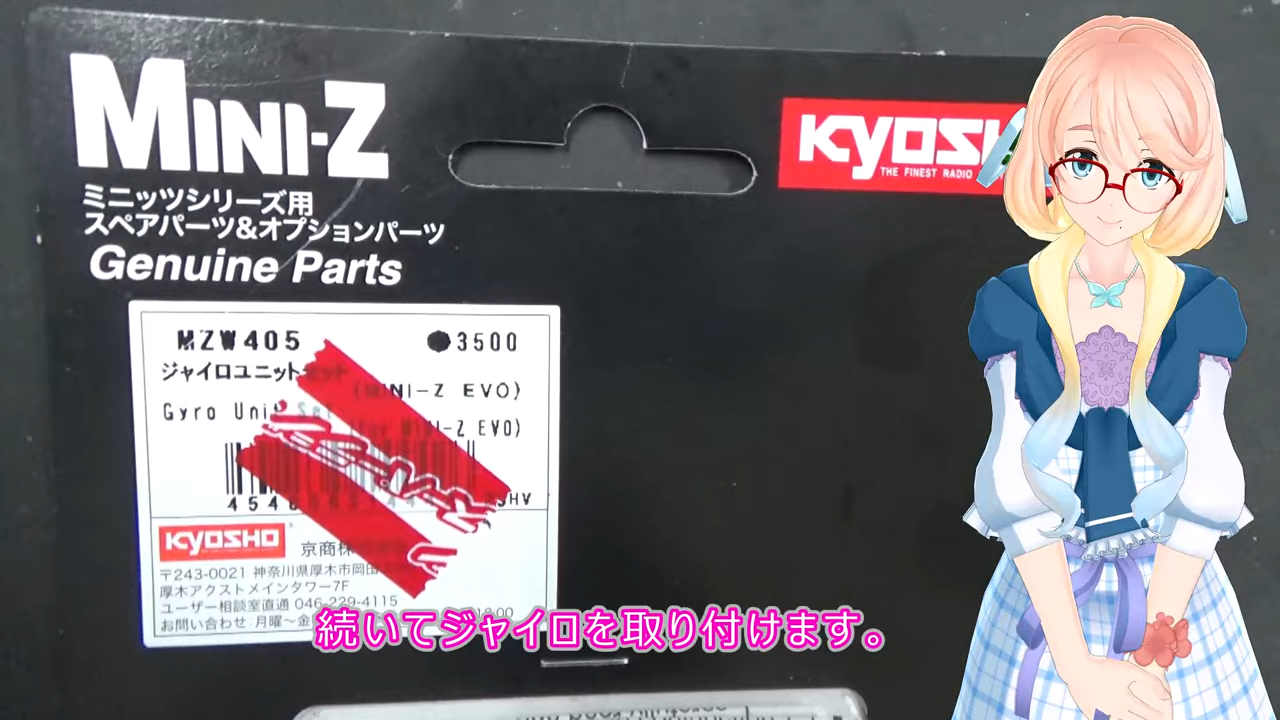 MINI-Z
ミニッツシリーズ用
スペアパーツ&オプションパーツ
Genuine Parts
KYOSH
THE FINEST RADIO
MZW405
3500
ジャイロユニット
(MINI-Z EVO)
Gyro Unit Set
(for MINI-Z EVO)
KYOSHO
京商株
〒243-0021 神奈川県厚木市岡田
厚木アクストメインタワー7F
ユーザー相談室直通 046-229-4115
お問い合わせ 月曜〜金
続いてジャイロを取り付けます。